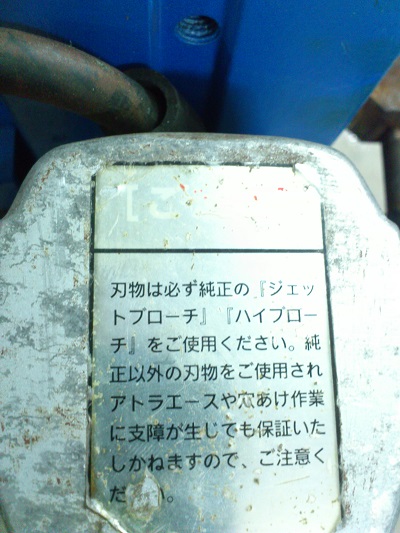 刃物は必ず純正の『ジェッ
トブローチ』『ハイブロー
チ』をご使用ください。純
正以外の刃物をご使用され
アトラエースや穴あけ作業
に支障が生じても保証いた
しかねますので、ご注意く
だ い。